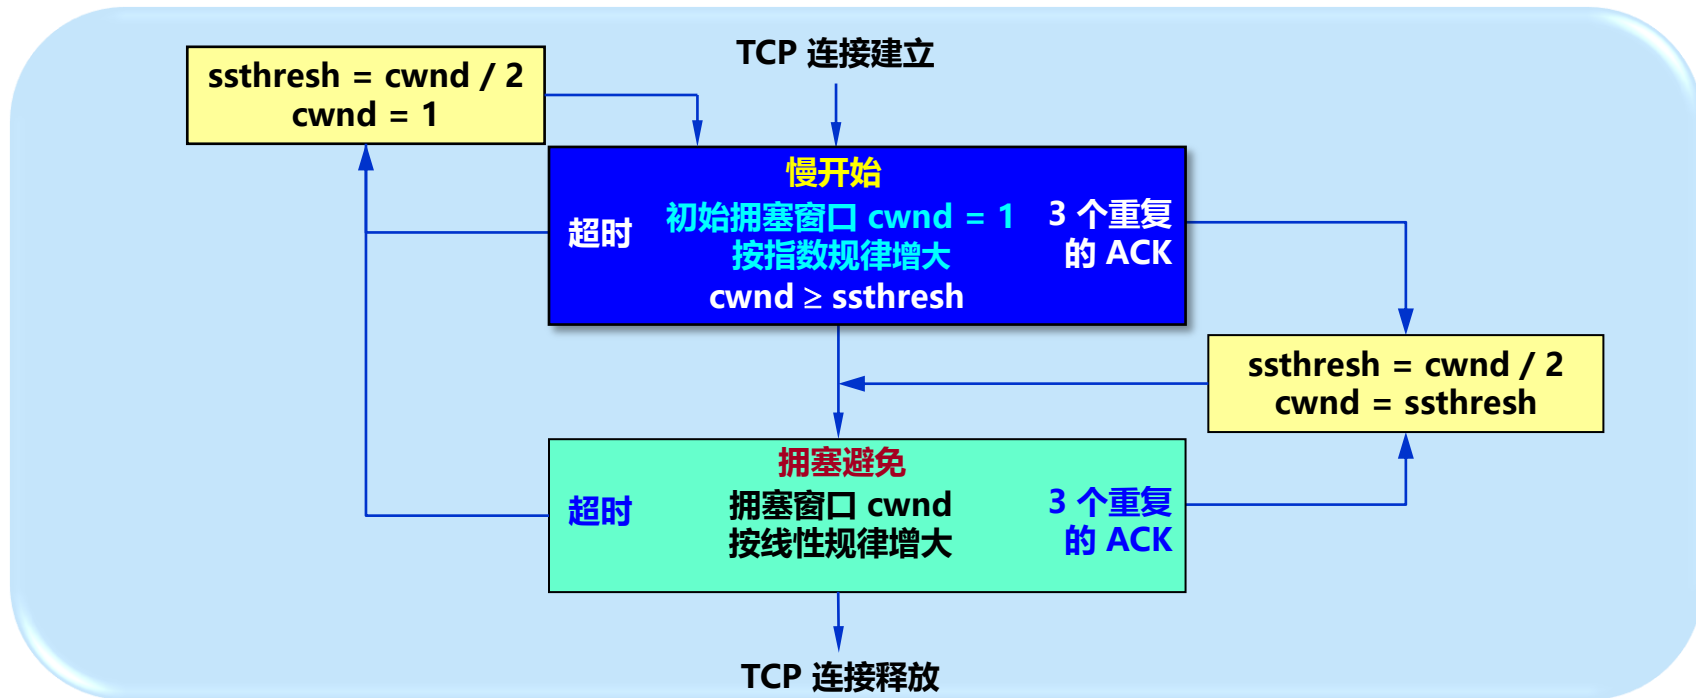 TCP 连接建立
ssthresh = cwnd / 2
cwnd = 1
慢开始
超时
初始拥塞窗口 cwnd = 1
按指数规律增大
cwnd ≥ ssthresh
3 个重复
的 ACK
ssthresh = cwnd / 2
cwnd = ssthresh
拥塞避免
超时
拥塞窗口 cwnd
按线性规律增大
3 个重复
的 ACK
TCP 连接释放